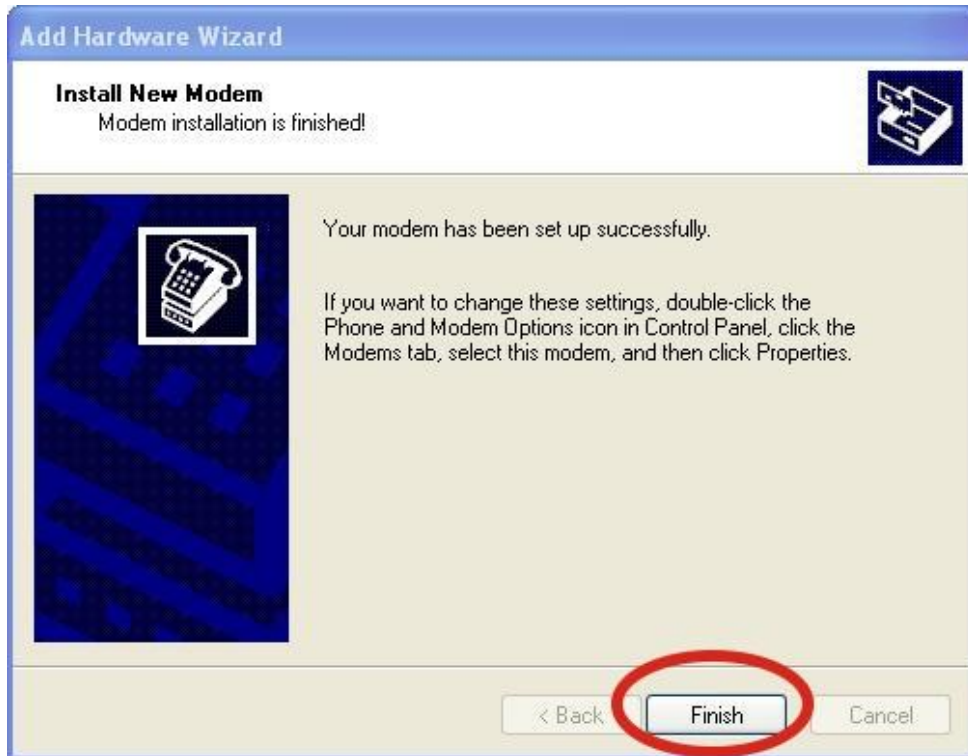 Add Hardware Wizard
Install New Modem
Modem installation is finished!
Your modem has been set up successfully.
If you want to change these settings, double-click the
Phone and Modem Options icon in Control Panel, click the
Modems tab, select this modem, and then click Properties.
< Back
Finish
Cancel